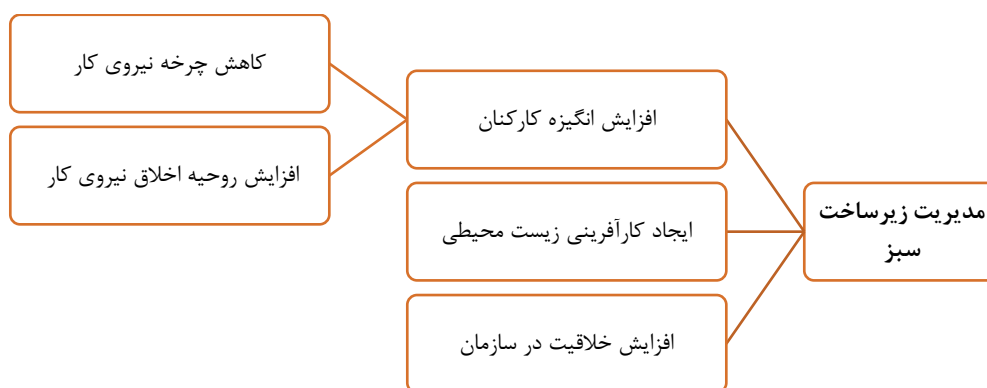 مدیریت زیرساخت
سبز
افزایش انگیزه کارکنان
ایجاد کارآفرینی زیست محیطی
افزایش خلاقیت در سازمان
کاهش چرخه نیروی کار
افزایش روحیه اخلاق نیروی کار